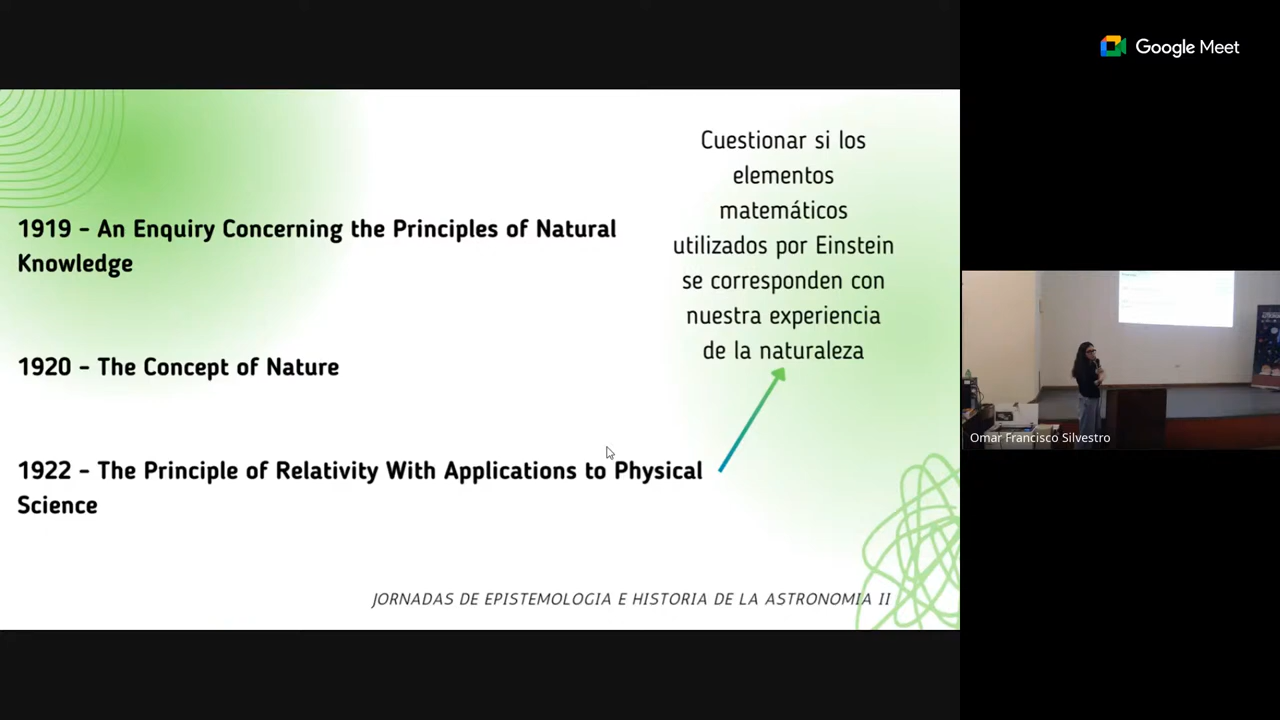 Google Meet
Cuestionar si los
elementos
matemáticos
utilizados por Einstein
se corresponden con
nuestra experiencia
de la naturaleza
1919 - An Enquiry Concerning the Principles of Natural
Knowledge
1920 - The Concept of Nature
1922 - The Principle of Relativity With Applications to Physical
Science
JORNADAS DE EPISTEMOLOGIA E HISTORIA DE LA ASTRONOMIA II
Omar Francisco Silvestro